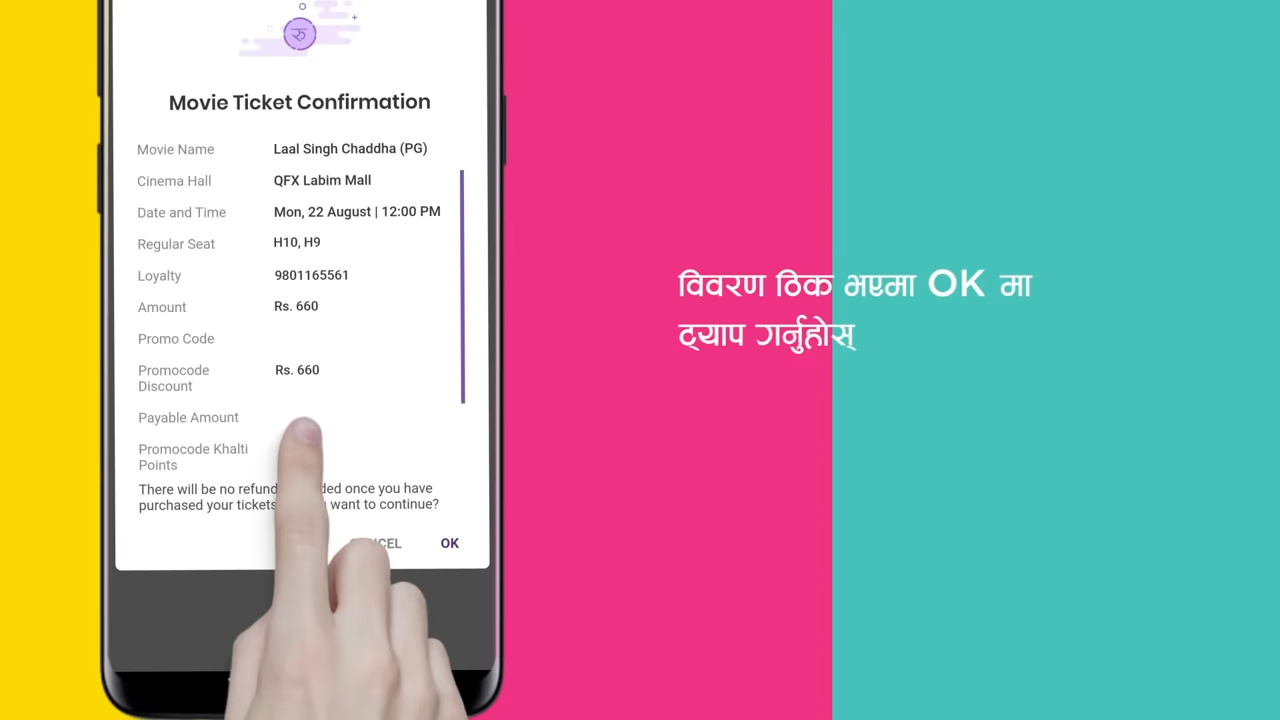 रु
Movie Ticket Confirmation
Movie Name Laal Singh Chaddha (PG)
Cinema Hall QFX Labim Mall
Date and Time Mon, 22 August | 12:00 PM
Regular Seat H10, H9
Loyalty 9801165561
Amount Rs. 660
Promo Code
Promocode Rs. 660
Discount
Payable Amount
Promocode Khalti
Points
There will be no refund once you have
purchased your tickets want to continue?
OK
विवरण ठिक भएमा OK मा
ट्याप गर्नुहोस्